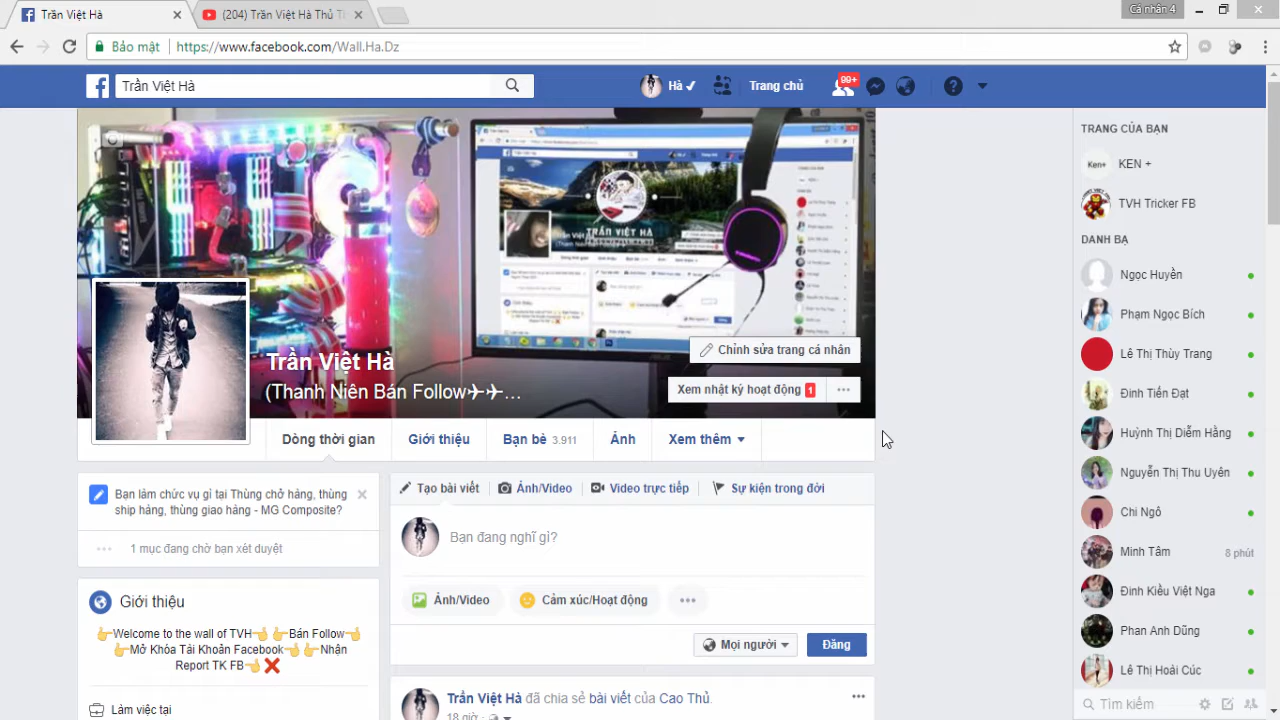 Trần Việt Hà
(204) Trần Việt Hà Thủ T
Cá nhân 4
Bảo mật
https://www.facebook.com/Wall.Ha.Dz
Trần Việt Hà
Hà ✔
Trang chủ
99+
TRẦN VIỆT HÀ
Trần Việt Hà
(Thanh Niên Bán Follow✈✈...
Chỉnh sửa trang cá nhân
Xem nhật ký hoạt động 1
Dòng thời gian
Giới thiệu
Bạn bè 3.911
Ảnh
Xem thêm
Bạn làm chức vụ gì tại Thùng chở hàng, thùng
ship hàng, thùng giao hàng - MG Composite?
1 mục đang chờ bạn xét duyệt
Giới thiệu
👉Welcome to the wall of TVH👈 👉Bán Follow👈
👉Mở Khóa Tài Khoản Facebook👈👉Nhận
Report TK FB👈❌
Làm việc tại
Tạo bài viết
Ảnh/Video
Video trực tiếp
Sự kiện trong đời
Bạn đang nghĩ gì?
Ảnh/Video
Cảm xúc/Hoạt động
Mọi người
Đăng
Trần Việt Hà đã chia sẻ bài viết của Cao Thủ.
18 giờ
TRANG CỦA BẠN
Ken+
KEN +
TVH Tricker FB
DANH BẠ
Ngọc Huyền
Phạm Ngọc Bích
Lê Thị Thùy Trang
Đinh Tiến Đạt
Huỳnh Thị Diễm Hằng
Nguyễn Thị Thu Uyên
Chi Ngô
Minh Tâm
8 phút
Đinh Kiều Việt Nga
Phan Anh Dũng
Lê Thị Hoài Cúc
Tìm kiếm